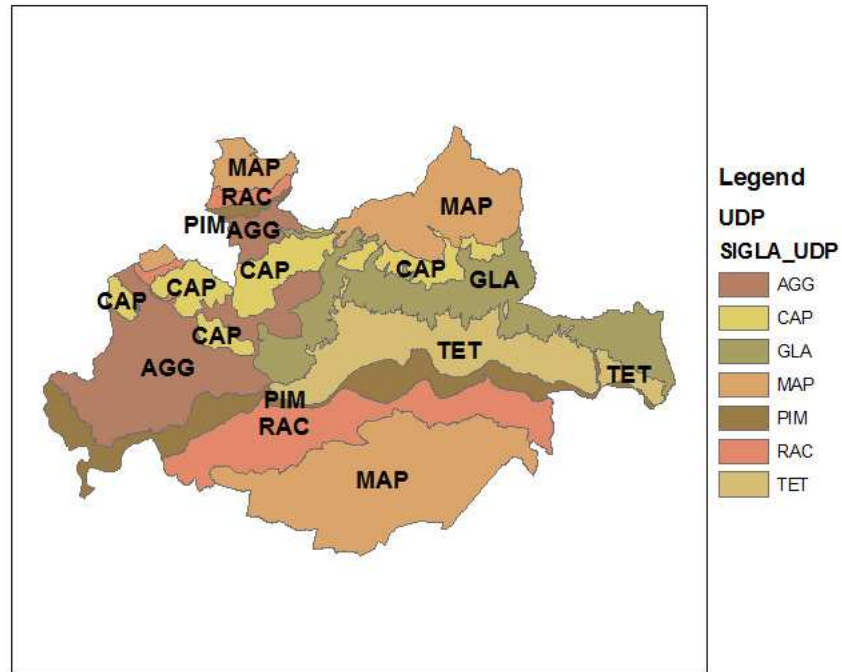 MAP
RAC
PIM AGG
MAP
CAP
CAP
GLA
CAP
CAP
CAP
TET
AGG
TET
PIM
RAC
MAP
Legend
UDP
SIGLA_UDP
AGG
CAP
GLA
MAP
PIM
RAC
TET